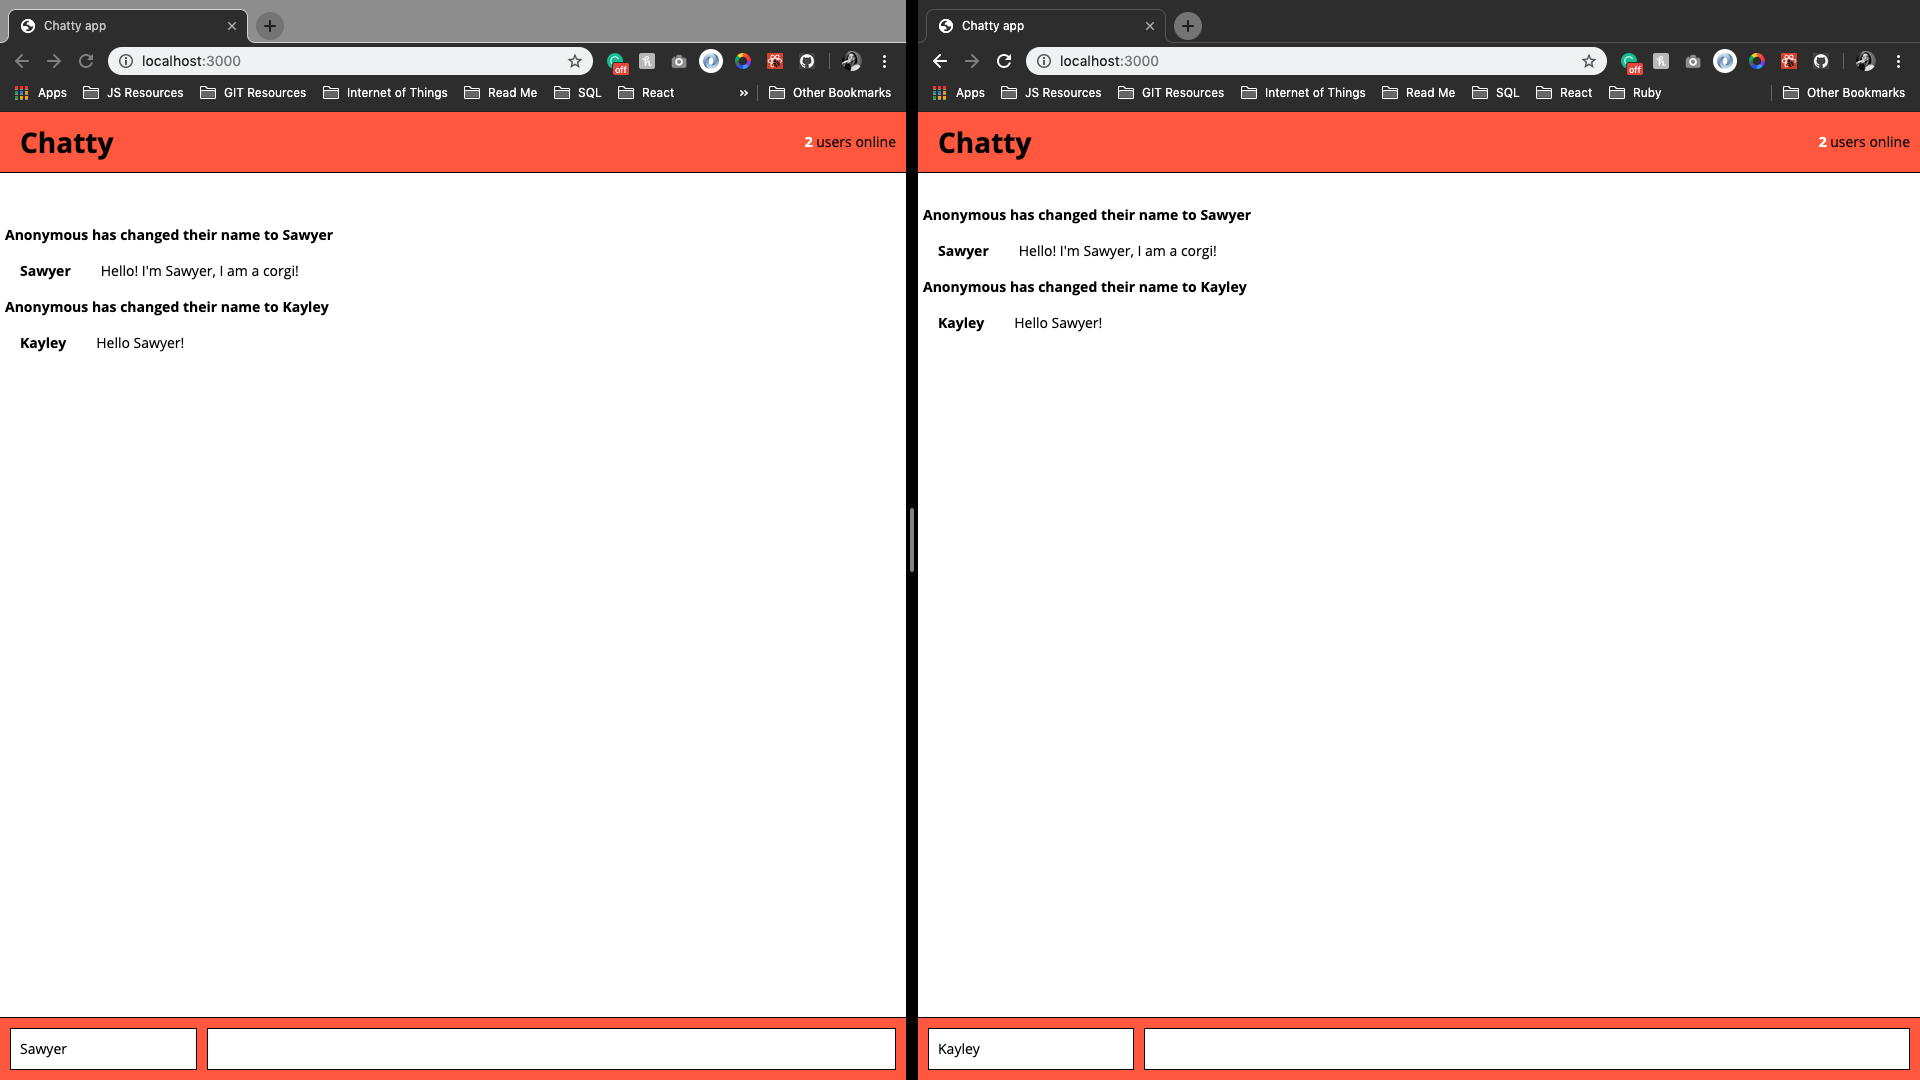 Chatty app
localhost:3000
off
Apps JS Resources GIT Resources Internet of Things Read Me SQL React » Other Bookmarks
Chatty 2 users online
Anonymous has changed their name to Sawyer
Sawyer Hello! I'm Sawyer, I am a corgi!
Anonymous has changed their name to Kayley
Kayley Hello Sawyer!
Sawyer
Chatty app
localhost:3000
off
Apps JS Resources GIT Resources Internet of Things Read Me SQL React Ruby Other Bookmarks
Chatty 2 users online
Anonymous has changed their name to Sawyer
Sawyer Hello! I'm Sawyer, I am a corgi!
Anonymous has changed their name to Kayley
Kayley Hello Sawyer!
Kayley